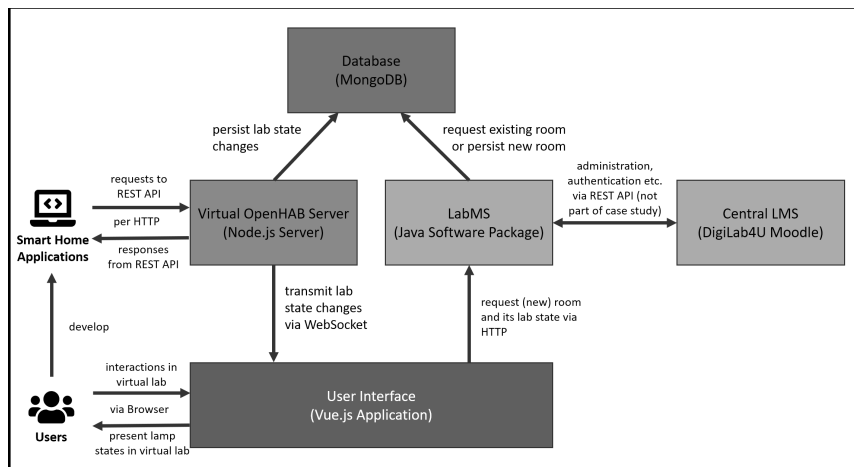 Database
(MongoDB)
persist lab state
changes
request existing room
or persist new room
requests to
REST API
per HTTP
responses
from REST API
Smart Home
Applications
Virtual OpenHAB Server
(Node.js Server)
LabMS
(Java Software Package)
administration,
authentication etc.
via REST API (not
part of case study)
Central LMS
(DigiLab4U Moodle)
develop
transmit lab
state changes
via WebSocket
request (new) room
and its lab state via
HTTP
interactions in
virtual lab
via Browser
present lamp
states in virtual lab
Users
User Interface
(Vue.js Application)